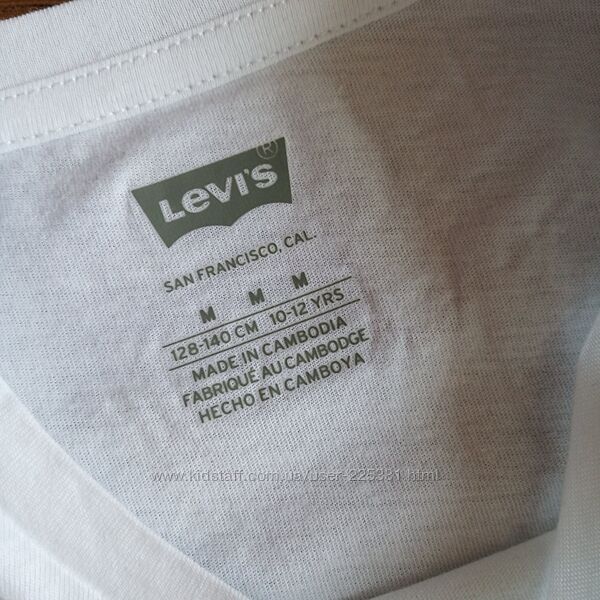 Levi's ®
SAN FRANCISCO, CAL.
M M M
128-140 CM 10-12 YRS
MADE IN CAMBODIA
FABRIQUÉ AU CAMBODGE
HECHO EN CAMBOYA
www.kidstaff.com.ua/user-225381.html